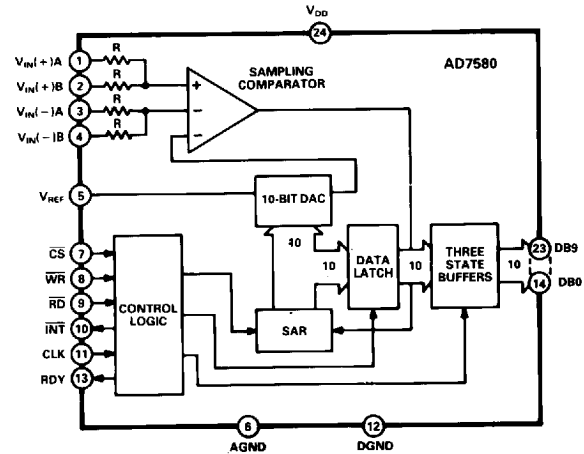 VDD
24
AD7580
VIN(+)A 1 R
VIN(+)B 2 R
VIN(−)A 3 R
VIN(−)B 4 R
SAMPLING
COMPARATOR
+
−
−
VREF 5
10-BIT DAC
10
10
DATA
LATCH
10
THREE
STATE
BUFFERS
10
23 DB9
14 DB0
CS 7
WR 8
RD 9
INT 10
CLK 11
RDY 13
CONTROL
LOGIC
SAR
6
AGND
12
DGND